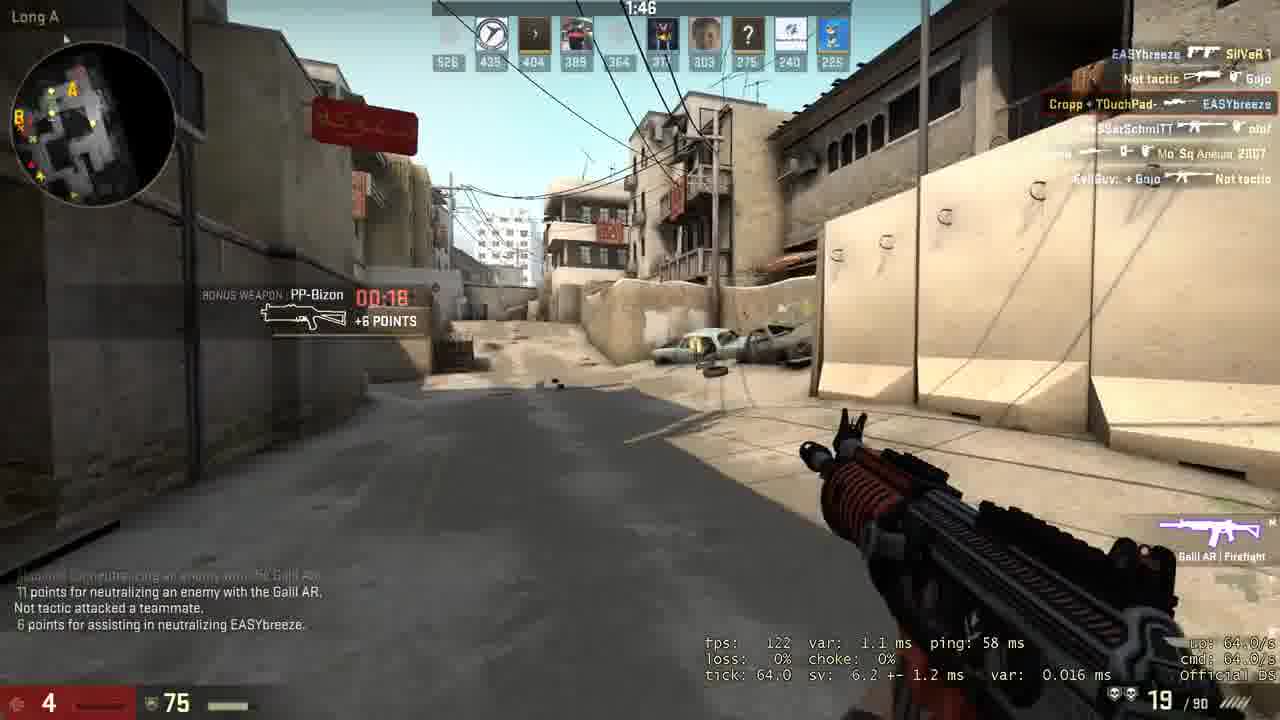 Long A
1:46
A
B
526 435 404 389 364 317 303 275 240 225
?
EASYbreeze SilVeR 1
Not tactic Gojo
Cropp + T0uchPad- EASYbreeze
Mo Sq Aneua 2007
EvilGuy:. + Gojo Not tactic
BONUS WEAPON: PP-Bizon 00:18
+6 POINTS
Galil AR | Firefight
11 points for neutralizing an enemy with the Galil AR.
Not tactic attacked a teammate.
6 points for assisting in neutralizing EASYbreeze.
fps: 122 var: 1.1 ms ping: 58 ms
loss: 0% choke: 0%
tick: 64.0 sv: 6.2 +- 1.2 ms var: 0.016 ms
up: 64.0/s
cmd: 64.0/s
Official DS
4 75
19 / 90